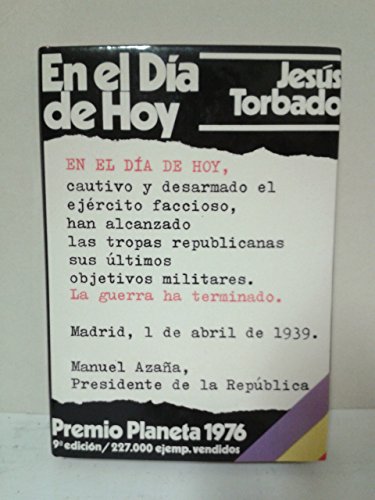 En el Día
de Hoy
Jesús
Torbado
EN EL DÍA DE HOY,
cautivo y desarmado el
ejército faccioso,
han alcanzado
las tropas republicanas
sus últimos
objetivos militares.
La guerra ha terminado.
Madrid, 1 de abril de 1939.
Manuel Azaña,
Presidente de la República
Premio Planeta 1976
9ª edición/227.000 ejemp. vendidos